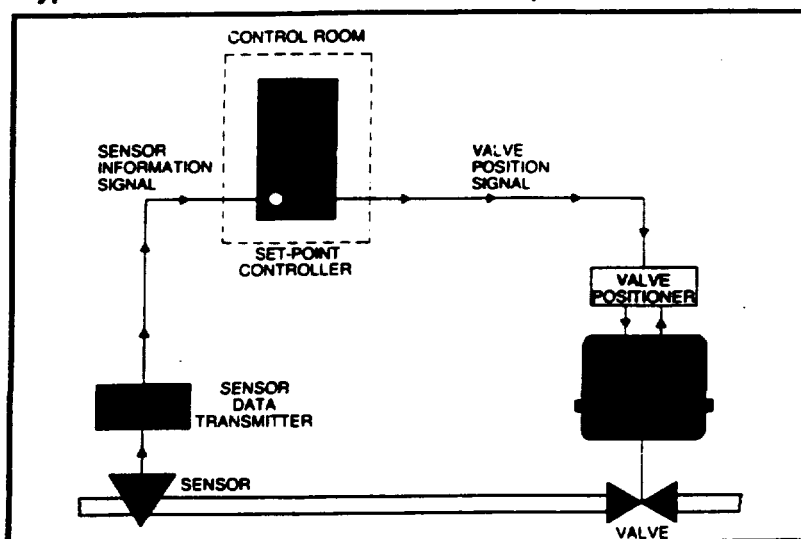 CONTROL ROOM
SENSOR
INFORMATION
SIGNAL
VALVE
POSITION
SIGNAL
SET-POINT
CONTROLLER
VALVE
POSITIONER
SENSOR
DATA
TRANSMITTER
SENSOR
VALVE